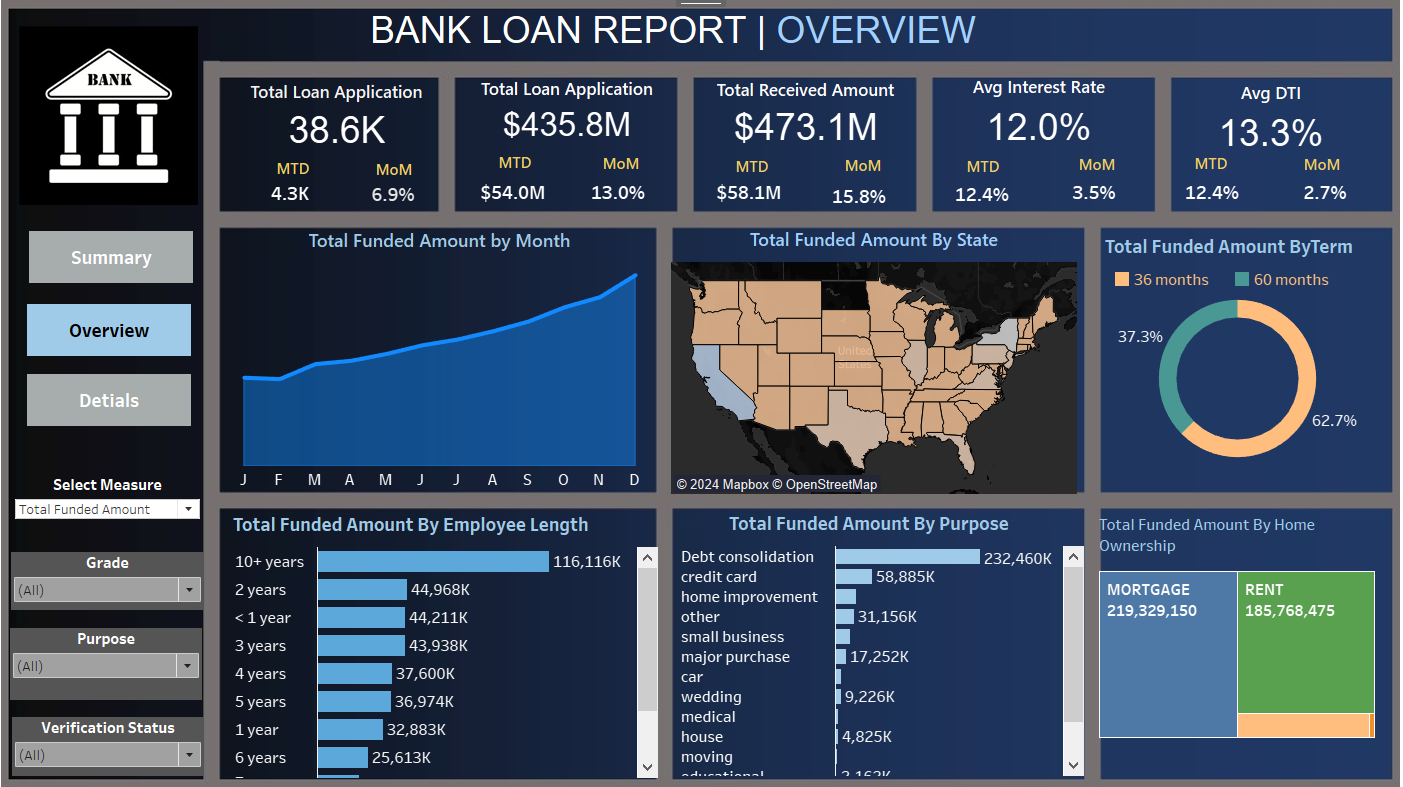 BANK LOAN REPORT | OVERVIEW
BANK
Summary
Overview
Detials
Select Measure
Total Funded Amount
Grade
(All)
Purpose
(All)
Verification Status
(All)
Total Loan Application
38.6K
MTD MoM
4.3K 6.9%
Total Loan Application
$435.8M
MTD MoM
$54.0M 13.0%
Total Received Amount
$473.1M
MTD MoM
$58.1M 15.8%
Avg Interest Rate
12.0%
MTD MoM
12.4% 3.5%
Avg DTI
13.3%
MTD MoM
12.4% 2.7%
Total Funded Amount by Month
J F M A M J J A S O N D
Total Funded Amount By State
United
States
© 2024 Mapbox © OpenStreetMap
Total Funded Amount ByTerm
36 months 60 months
37.3%
62.7%
Total Funded Amount By Employee Length
10+ years 116,116K
2 years 44,968K
< 1 year 44,211K
3 years 43,938K
4 years 37,600K
5 years 36,974K
1 year 32,883K
6 years 25,613K
Total Funded Amount By Purpose
Debt consolidation 232,460K
credit card 58,885K
home improvement
other 31,156K
small business
major purchase 17,252K
car
wedding 9,226K
medical
house 4,825K
moving
educational
Total Funded Amount By Home
Ownership
MORTGAGE
219,329,150
RENT
185,768,475